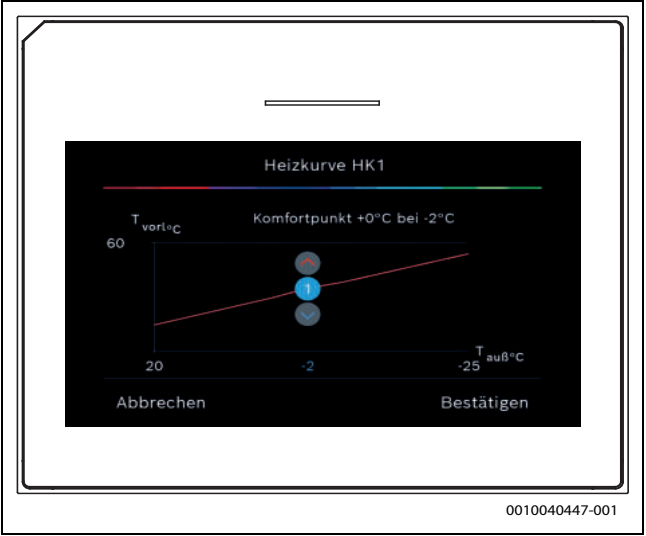 Heizkurve HK1
T vorl°C
Komfortpunkt +0°C bei -2°C
60
1
T auß°C
20
-2
-25
Abbrechen
Bestätigen
0010040447-001